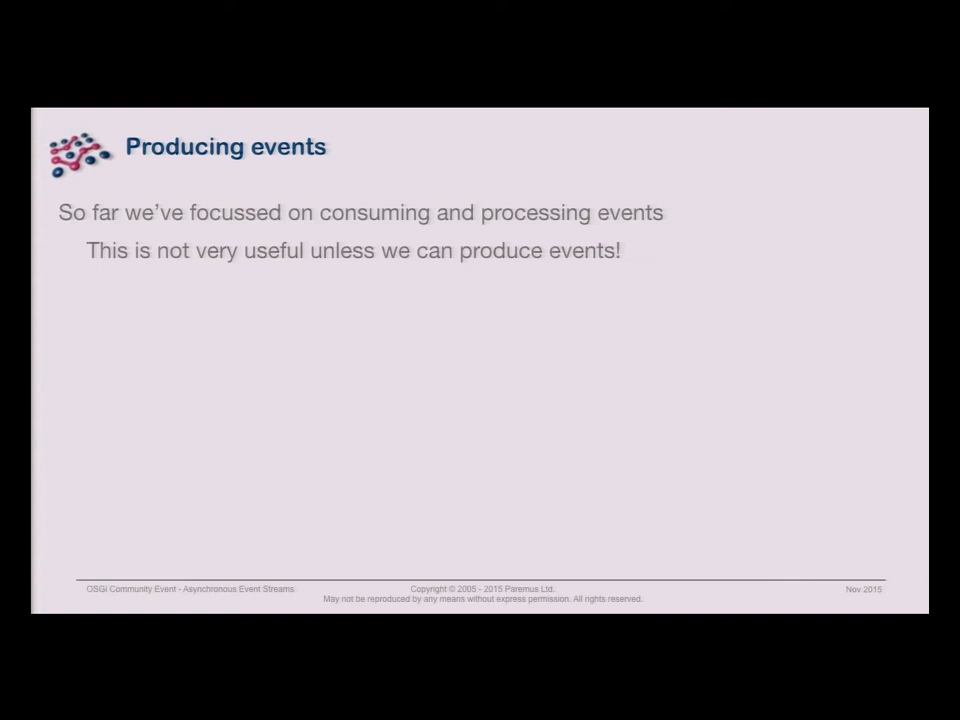 Producing events
So far we've focussed on consuming and processing events
This is not very useful unless we can produce events!
OSGi Community Event - Asynchronous Event Streams
Copyright © 2005 - 2015 Paremus Ltd.
May not be reproduced by any means without express permission. All rights reserved.
Nov 2015